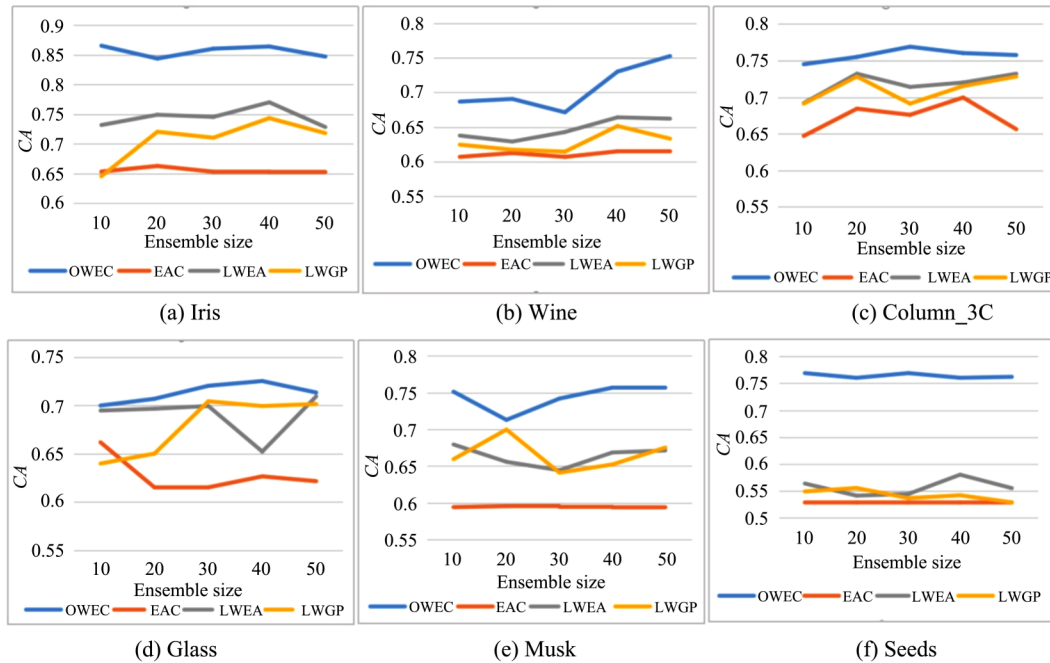 0.9
0.85
0.8
0.75
0.7
0.65
0.6
CA
10 20 30 40 50
Ensemble size
OWEC EAC LWEA LWGP
(a) Iris
0.8
0.75
0.7
0.65
0.6
0.55
CA
10 20 30 40 50
Ensemble size
OWEC EAC LWEA LWGP
(b) Wine
0.8
0.75
0.7
0.65
0.6
0.55
CA
10 20 30 40 50
Ensemble size
OWEC EAC LWEA LWGP
(c) Column_3C
0.75
0.7
0.65
0.6
0.55
CA
10 20 30 40 50
Ensemble size
OWEC EAC LWEA LWGP
(d) Glass
0.8
0.75
0.7
0.65
0.6
0.55
CA
10 20 30 40 50
Ensemble size
OWEC EAC LWEA LWGP
(e) Musk
0.8
0.75
0.7
0.65
0.6
0.55
0.5
CA
10 20 30 40 50
Ensemble size
OWEC EAC LWEA LWGP
(f) Seeds